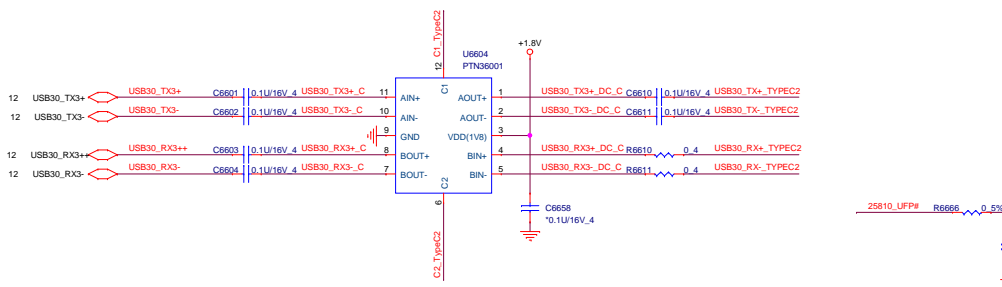 C1_TypeC2
12
U6604
PTN36001
+1.8V
C1
12 USB30_TX3+ USB30_TX3+ C6601 0.1U/16V_4 USB30_TX3+_C 11 AIN+ AOUT+ 1 USB30_TX3+_DC_C C6610 0.1U/16V_4 USB30_TX+_TYPEC2
12 USB30_TX3- USB30_TX3- C6602 0.1U/16V_4 USB30_TX3-_C 10 AIN- AOUT- 2 USB30_TX3-_DC_C C6611 0.1U/16V_4 USB30_TX-_TYPEC2
9 GND VDD(1V8) 3
12 USB30_RX3++ USB30_RX3++ C6603 0.1U/16V_4 USB30_RX3+_C 8 BOUT+ BIN+ 4 USB30_RX3+_DC_C R6610 0_4 USB30_RX+_TYPEC2
12 USB30_RX3- USB30_RX3- C6604 0.1U/16V_4 USB30_RX3-_C 7 BOUT- BIN- 5 USB30_RX3-_DC_C R6611 0_4 USB30_RX-_TYPEC2
C2
6
C6658
*0.1U/16V_4
25810_UFP# R6666 0_5%
C2_TypeC2